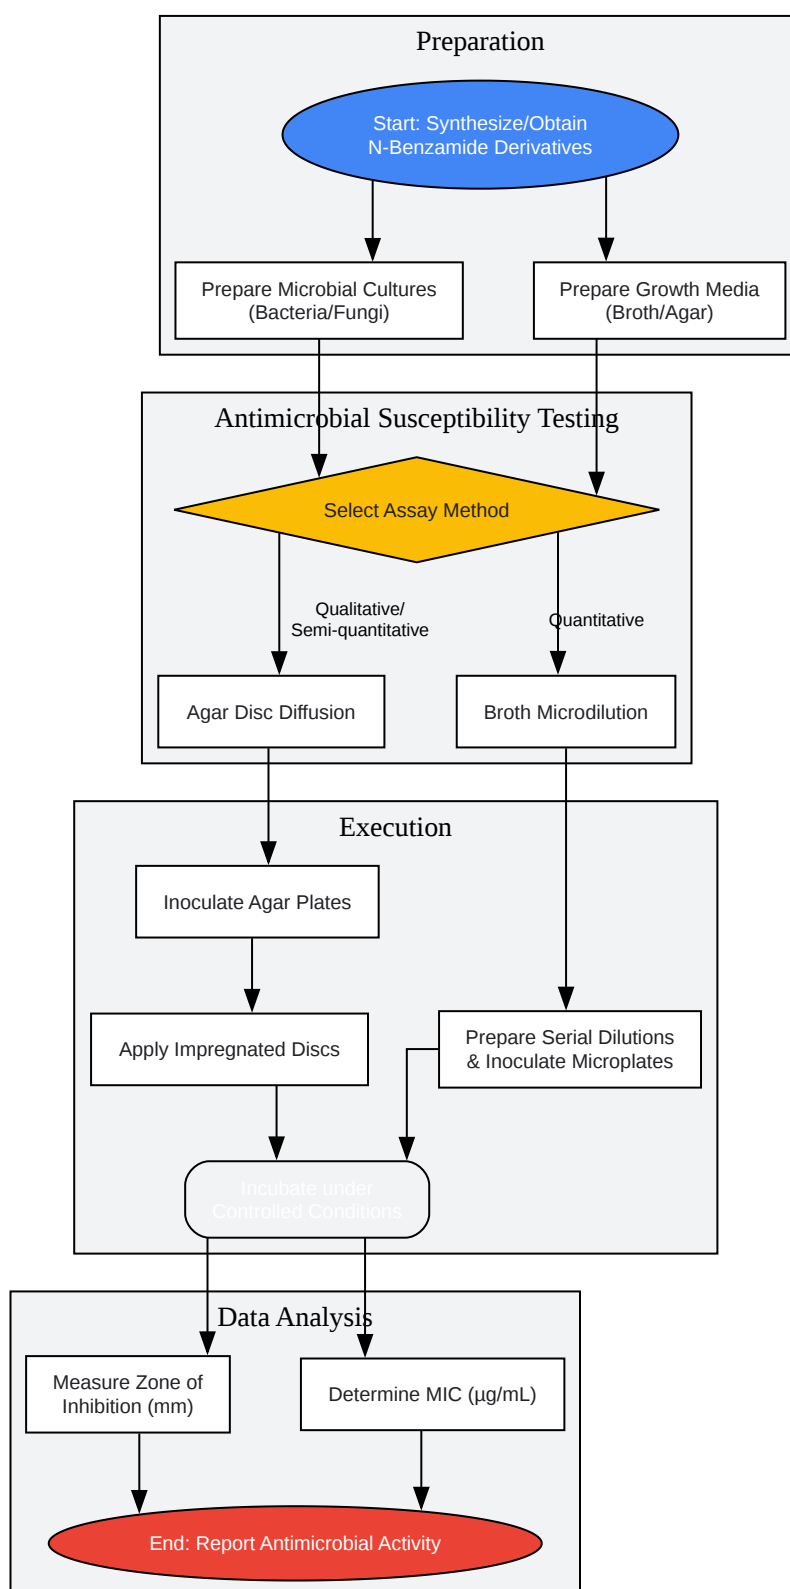 Preparation
Start: Synthesize/Obtain
N-Benzamide Derivatives
Prepare Microbial Cultures
(Bacteria/Fungi)
Prepare Growth Media
(Broth/Agar)
Antimicrobial Susceptibility Testing
Select Assay Method
Qualitative/
Semi-quantitative
Quantitative
Agar Disc Diffusion
Broth Microdilution
Execution
Inoculate Agar Plates
Apply Impregnated Discs
Prepare Serial Dilutions
& Inoculate Microplates
Incubate under
Controlled Conditions
Data Analysis
Measure Zone of
Inhibition (mm)
Determine MIC (µg/mL)
End: Report Antimicrobial Activity